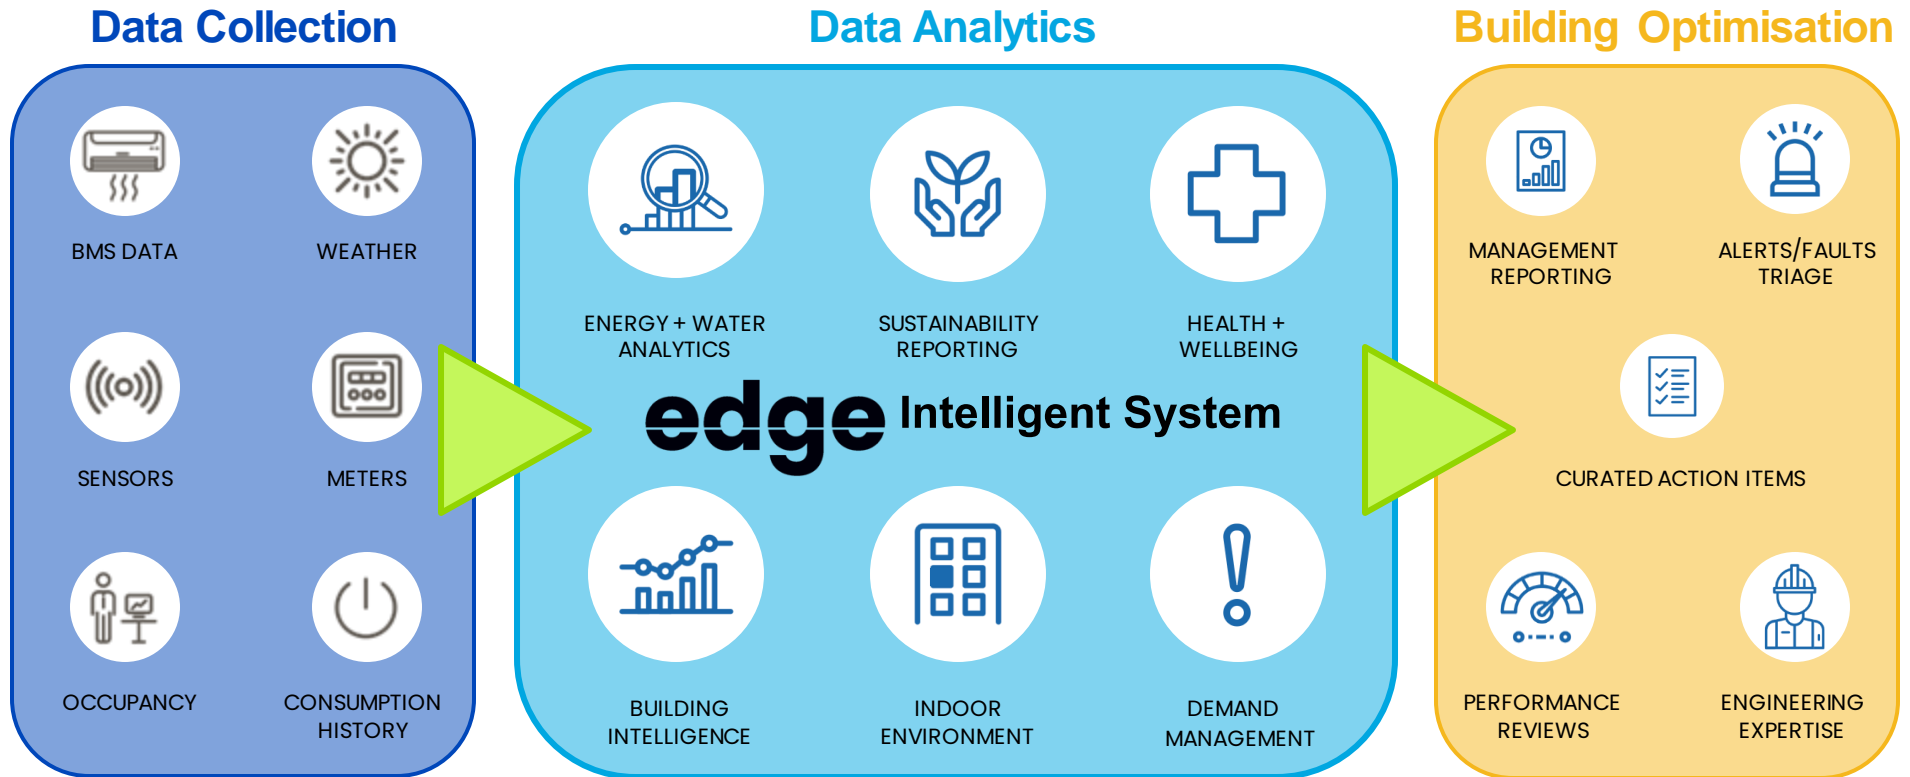 Data Collection
Data Analytics
Building Optimisation
BMS DATA
WEATHER
SENSORS
METERS
OCCUPANCY
CONSUMPTION
HISTORY
ENERGY + WATER
ANALYTICS
SUSTAINABILITY
REPORTING
HEALTH +
WELLBEING
edge Intelligent System
BUILDING
INTELLIGENCE
INDOOR
ENVIRONMENT
DEMAND
MANAGEMENT
MANAGEMENT
REPORTING
ALERTS/FAULTS
TRIAGE
CURATED ACTION ITEMS
PERFORMANCE
REVIEWS
ENGINEERING
EXPERTISE